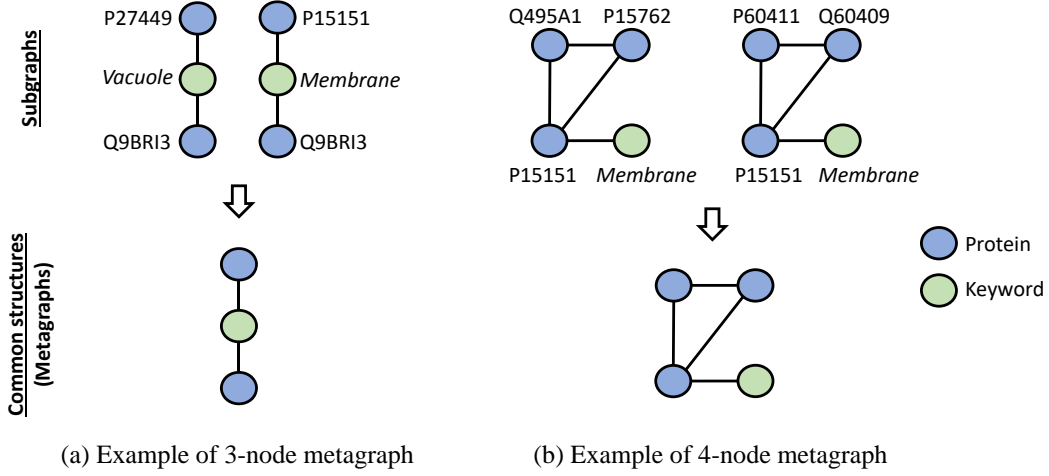 P27449
P15151
Q495A1
P15762
P60411
Q60409
Subgraphs
Vacuole
Membrane
Q9BRI3
Q9BRI3
P15151
Membrane
P15151
Membrane
Common structures
(Metagraphs)
Protein
Keyword
(a) Example of 3-node metagraph
(b) Example of 4-node metagraph